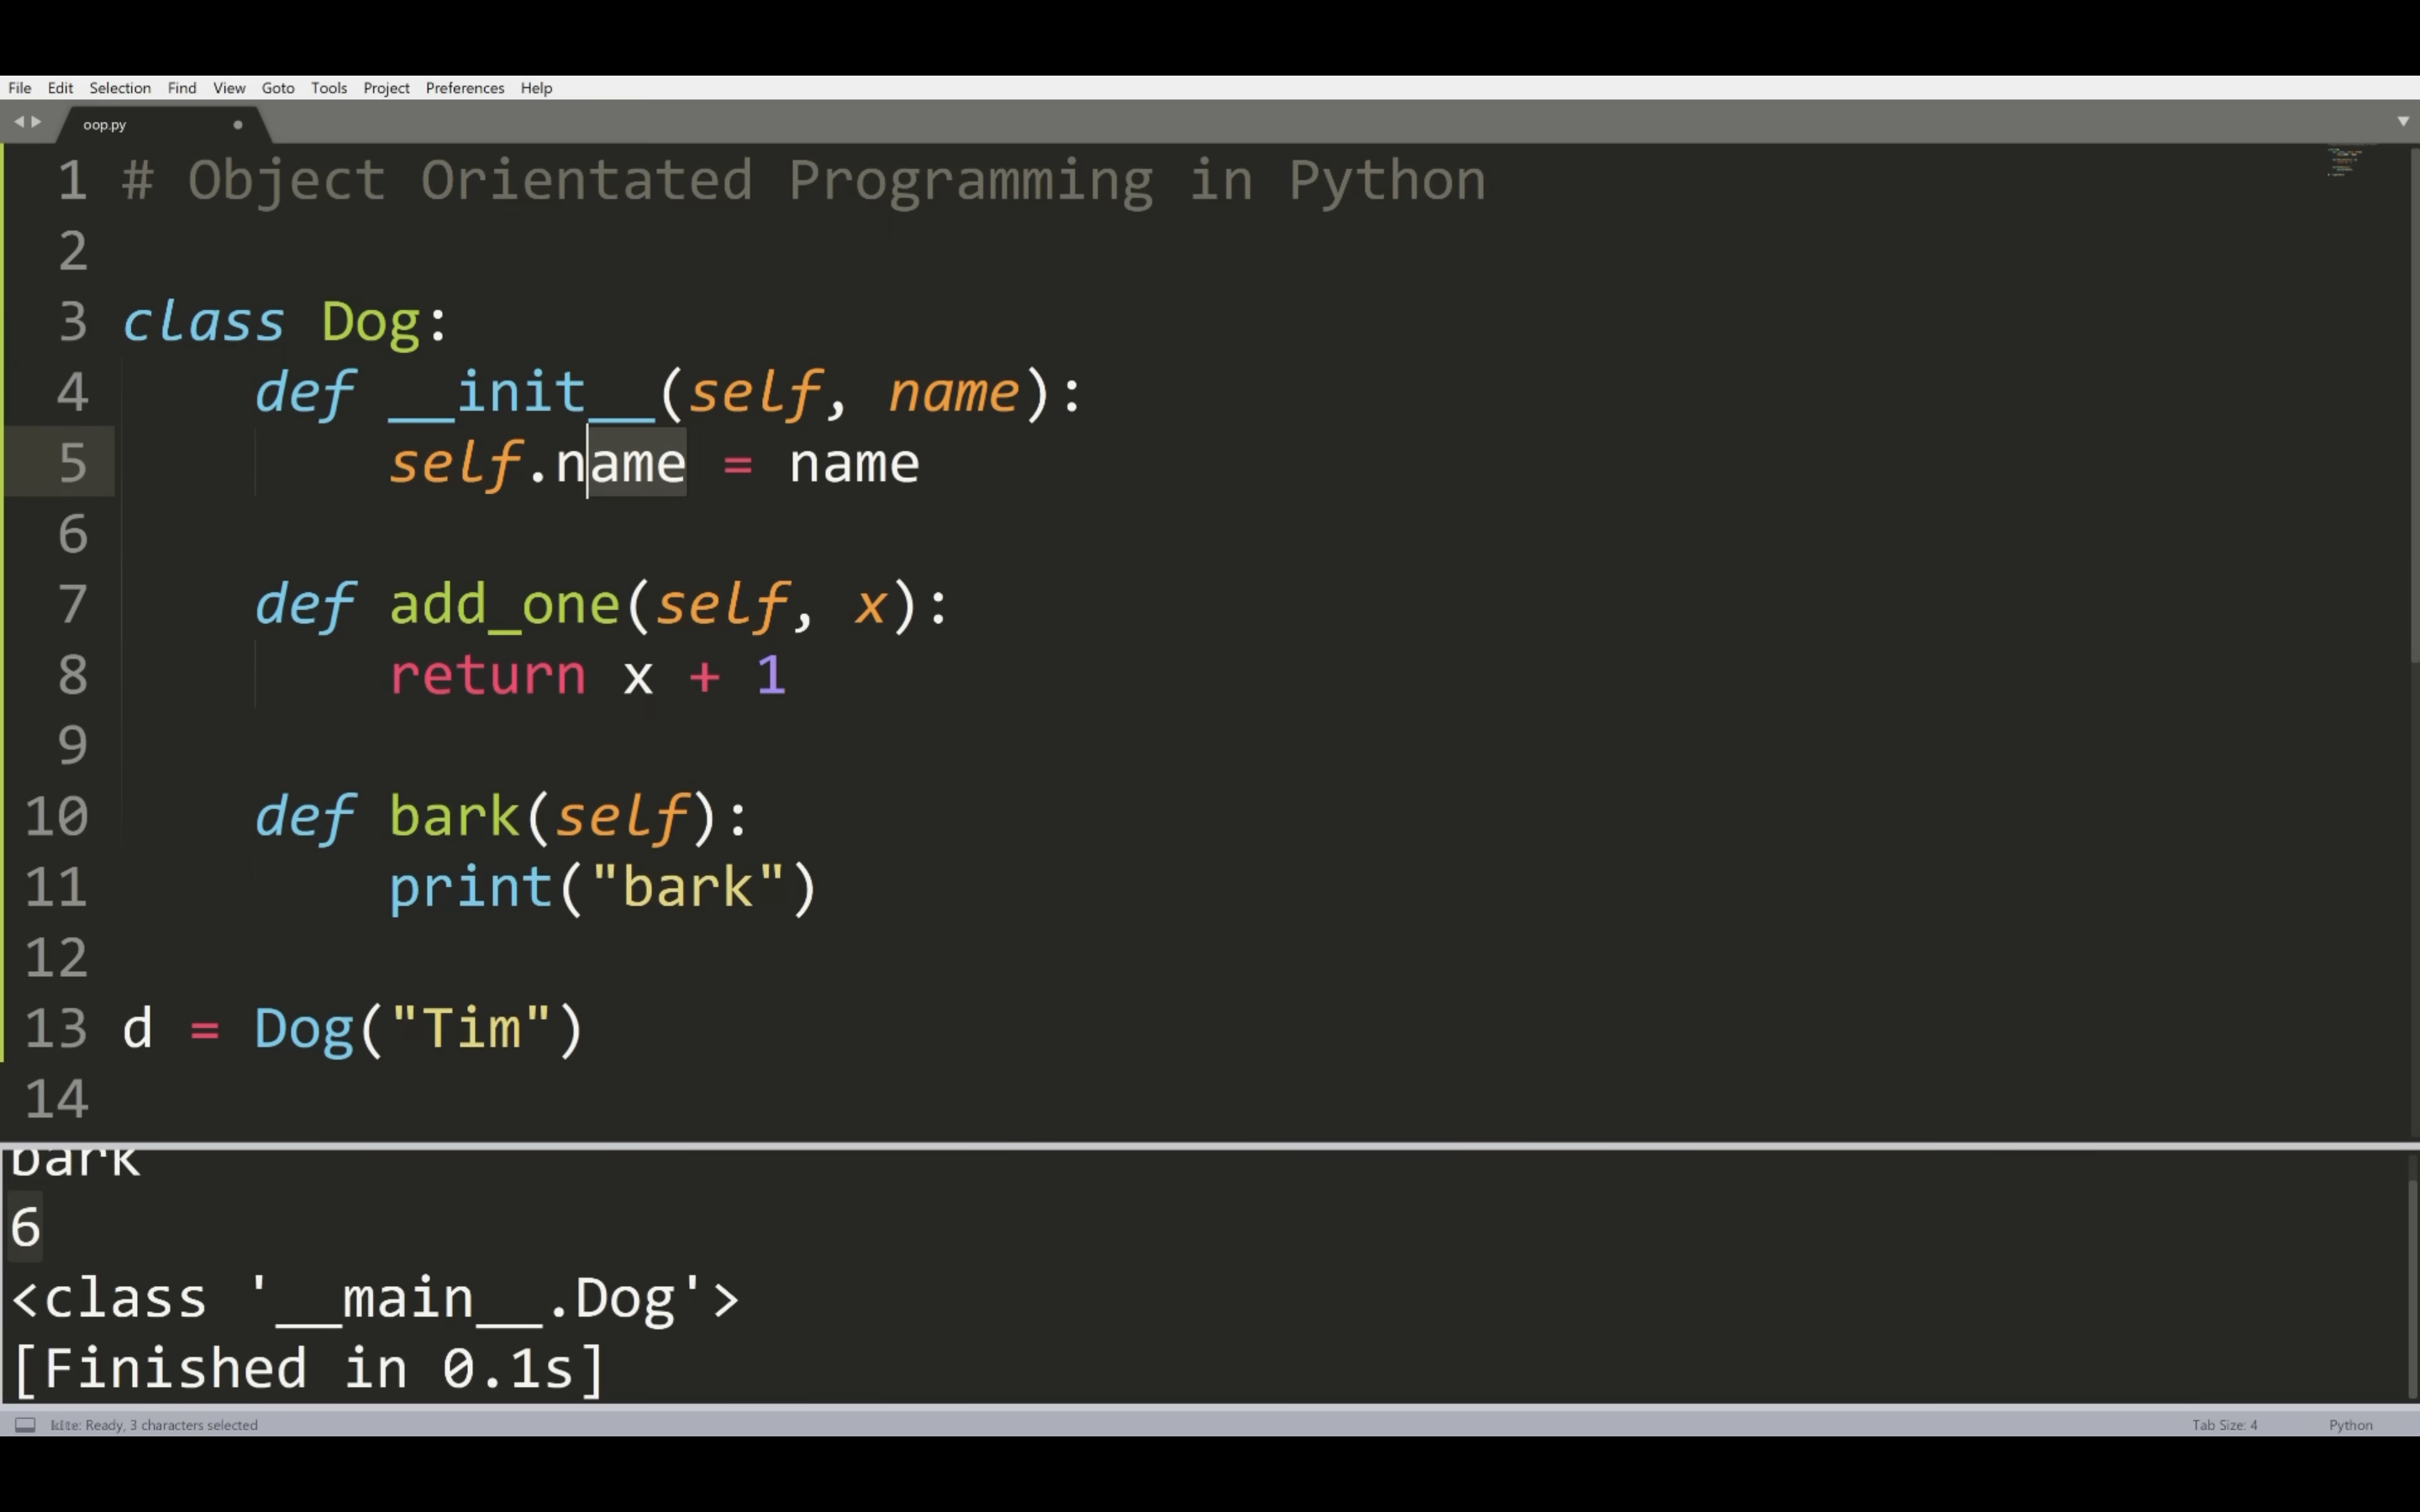 File Edit Selection Find View Goto Tools Project Preferences Help
oop.py
1 # Object Orientated Programming in Python
2
3 class Dog:
4     def __init__(self, name):
5         self.name = name
6
7     def add_one(self, x):
8         return x + 1
9
10     def bark(self):
11         print("bark")
12
13 d = Dog("Tim")
14
bark
6
<class '__main__.Dog'>
[Finished in 0.1s]
Ready, 3 characters selected Tab Size: 4 Python